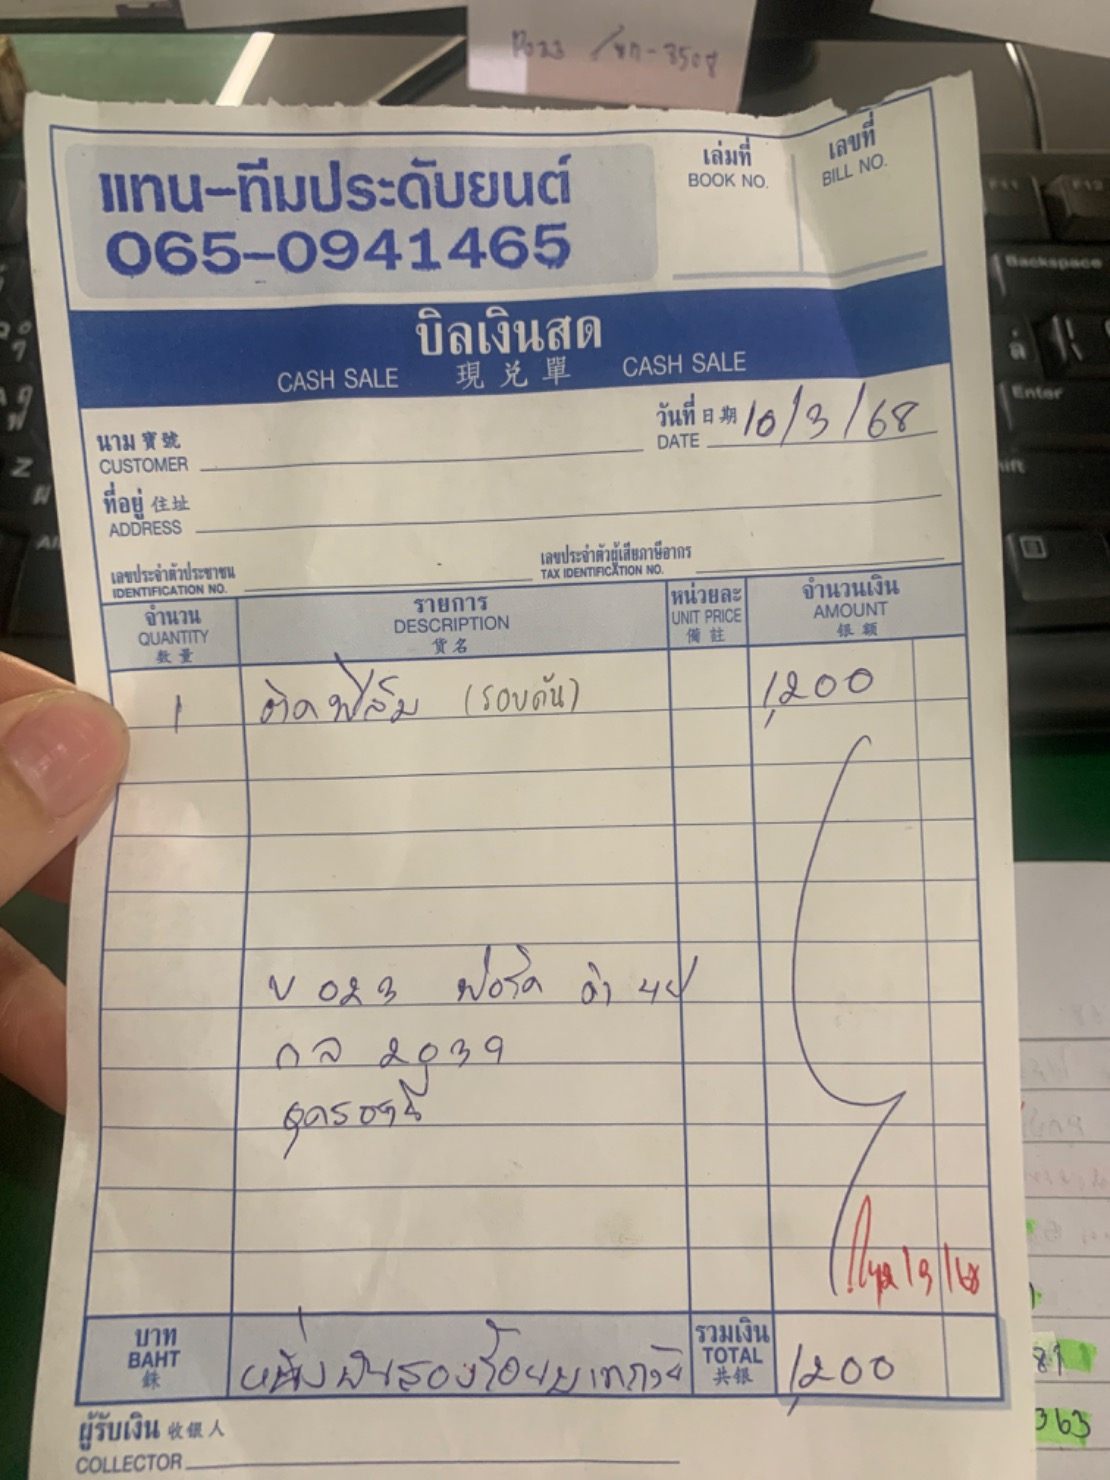 แทน-ทีมประดับยนต์
065-0941465
เล่มที่
BOOK NO.
เลขที่
BILL NO.
บิลเงินสด
CASH SALE 現兌單 CASH SALE
วันที่ 日期 10/3/68
DATE
นาม 寶號
CUSTOMER
ที่อยู่ 住址
ADDRESS
เลขประจำตัวประชาชน
IDENTIFICATION NO.
เลขประจำตัวผู้เสียภาษีอากร
TAX IDENTIFICATION NO.
จำนวน รายการ หน่วยละ จำนวนเงิน
QUANTITY DESCRIPTION UNIT PRICE AMOUNT
數量 貨名 備註 銀額
1 ติดฟิล์ม (รอบคัน) 1,200
ป 023 ฟอร์ด ดำ 4ป
กล 2039
อุดรธานี
บาท
BAHT
銖
หนึ่งพันสองร้อยบาทถ้วน
รวมเงิน
TOTAL
共銀
1,200
ผู้รับเงิน 收銀人
COLLECTOR
Backspace
Enter
F11
F12
363